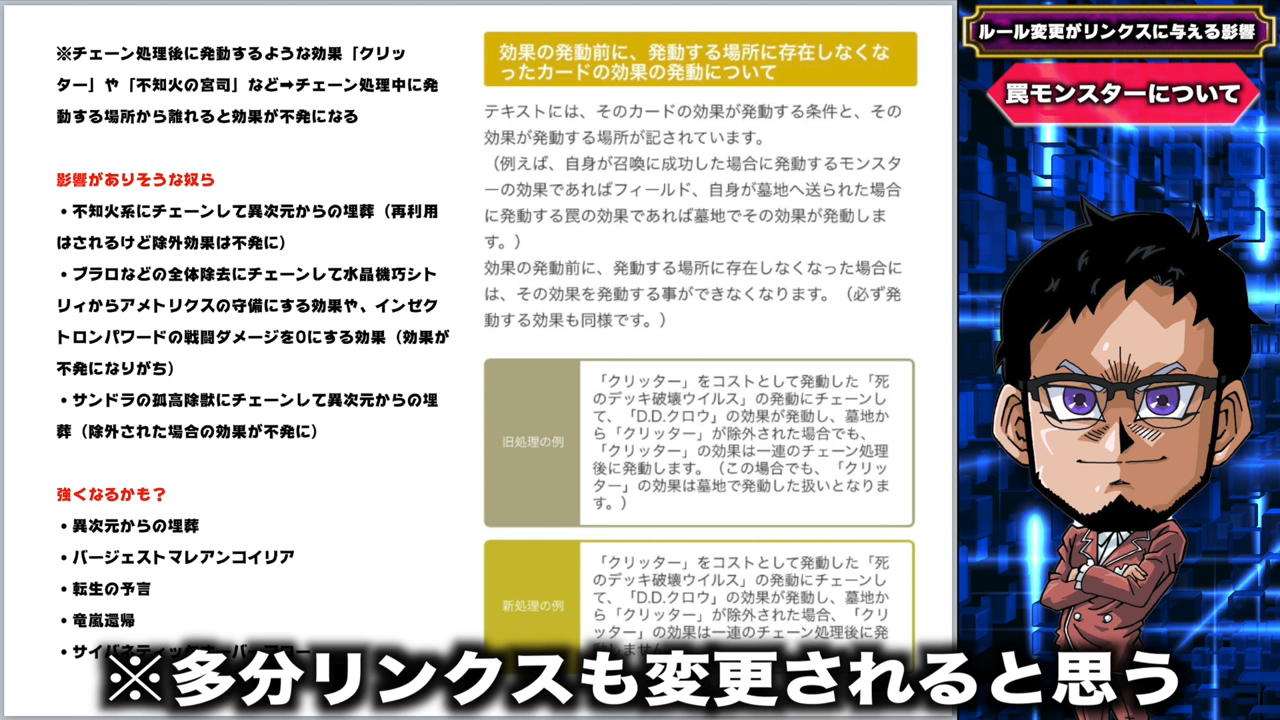 ※チェーン処理後に発動するような効果「クリッ
ター」や「不知火の宮司」など➡チェーン処理中に発
動する場所から離れると効果が不発になる
影響がありそうな奴ら
・不知火系にチェーンして異次元からの埋葬（再利用
はされるけど除外効果は不発に）
・ブラロなどの全体除去にチェーンして水晶機巧シト
リィからアメトリクスの守備にする効果や、インゼク
トロンパワードの戦闘ダメージを0にする効果（効果が
不発になりがち）
・サンドラの孤高除獣にチェーンして異次元からの埋
葬（除外された場合の効果が不発に）
強くなるかも？
・異次元からの埋葬
・バージェストマレアンコイリア
・転生の予言
・竜嵐還帰
・サイバネティック
効果の発動前に、発動する場所に存在しなくな
ったカードの効果の発動について
テキストには、そのカードの効果が発動する条件と、その
効果が発動する場所が記されています。
（例えば、自身が召喚に成功した場合に発動するモンスタ
ーの効果であればフィールド、自身が墓地へ送られた場合
に発動する罠の効果であれば墓地でその効果が発動しま
す。）
効果の発動前に、発動する場所に存在しなくなった場合に
は、その効果を発動する事ができなくなります。（必ず発
動する効果も同様です。）
旧処理の例
「クリッター」をコストとして発動した「死
のデッキ破壊ウイルス」の発動にチェーンし
て、「D.D.クロウ」の効果が発動し、墓地か
ら「クリッター」が除外された場合でも、
「クリッター」の効果は一連のチェーン処理
後に発動します。（この場合でも、「クリッ
ター」の効果は墓地で発動した扱いとなりま
す。）
新処理の例
「クリッター」をコストとして発動した「死
のデッキ破壊ウイルス」の発動にチェーンし
て、「D.D.クロウ」の効果が発動し、墓地か
ら「クリッター」が除外された場合、「クリ
ッター」の効果は一連のチェーン処理後に発
しません
ルール変更がリンクスに与える影響
罠モンスターについて
※多分リンクスも変更されると思う